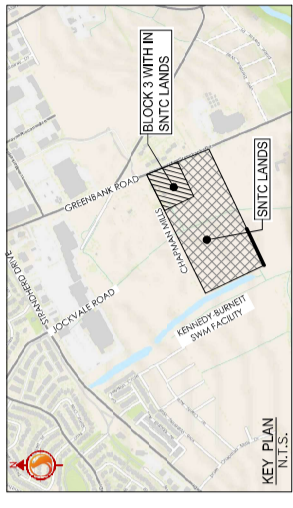 N
STRANDHERD DRIVE
JOCKVALE ROAD
GREENBANK ROAD
CHAPMAN MILLS
BLOCK 3 WITH IN
SNTC LANDS
SNTC LANDS
KENNEDY-BURNETT
SWM FACILITY
KEY PLAN
N.T.S.